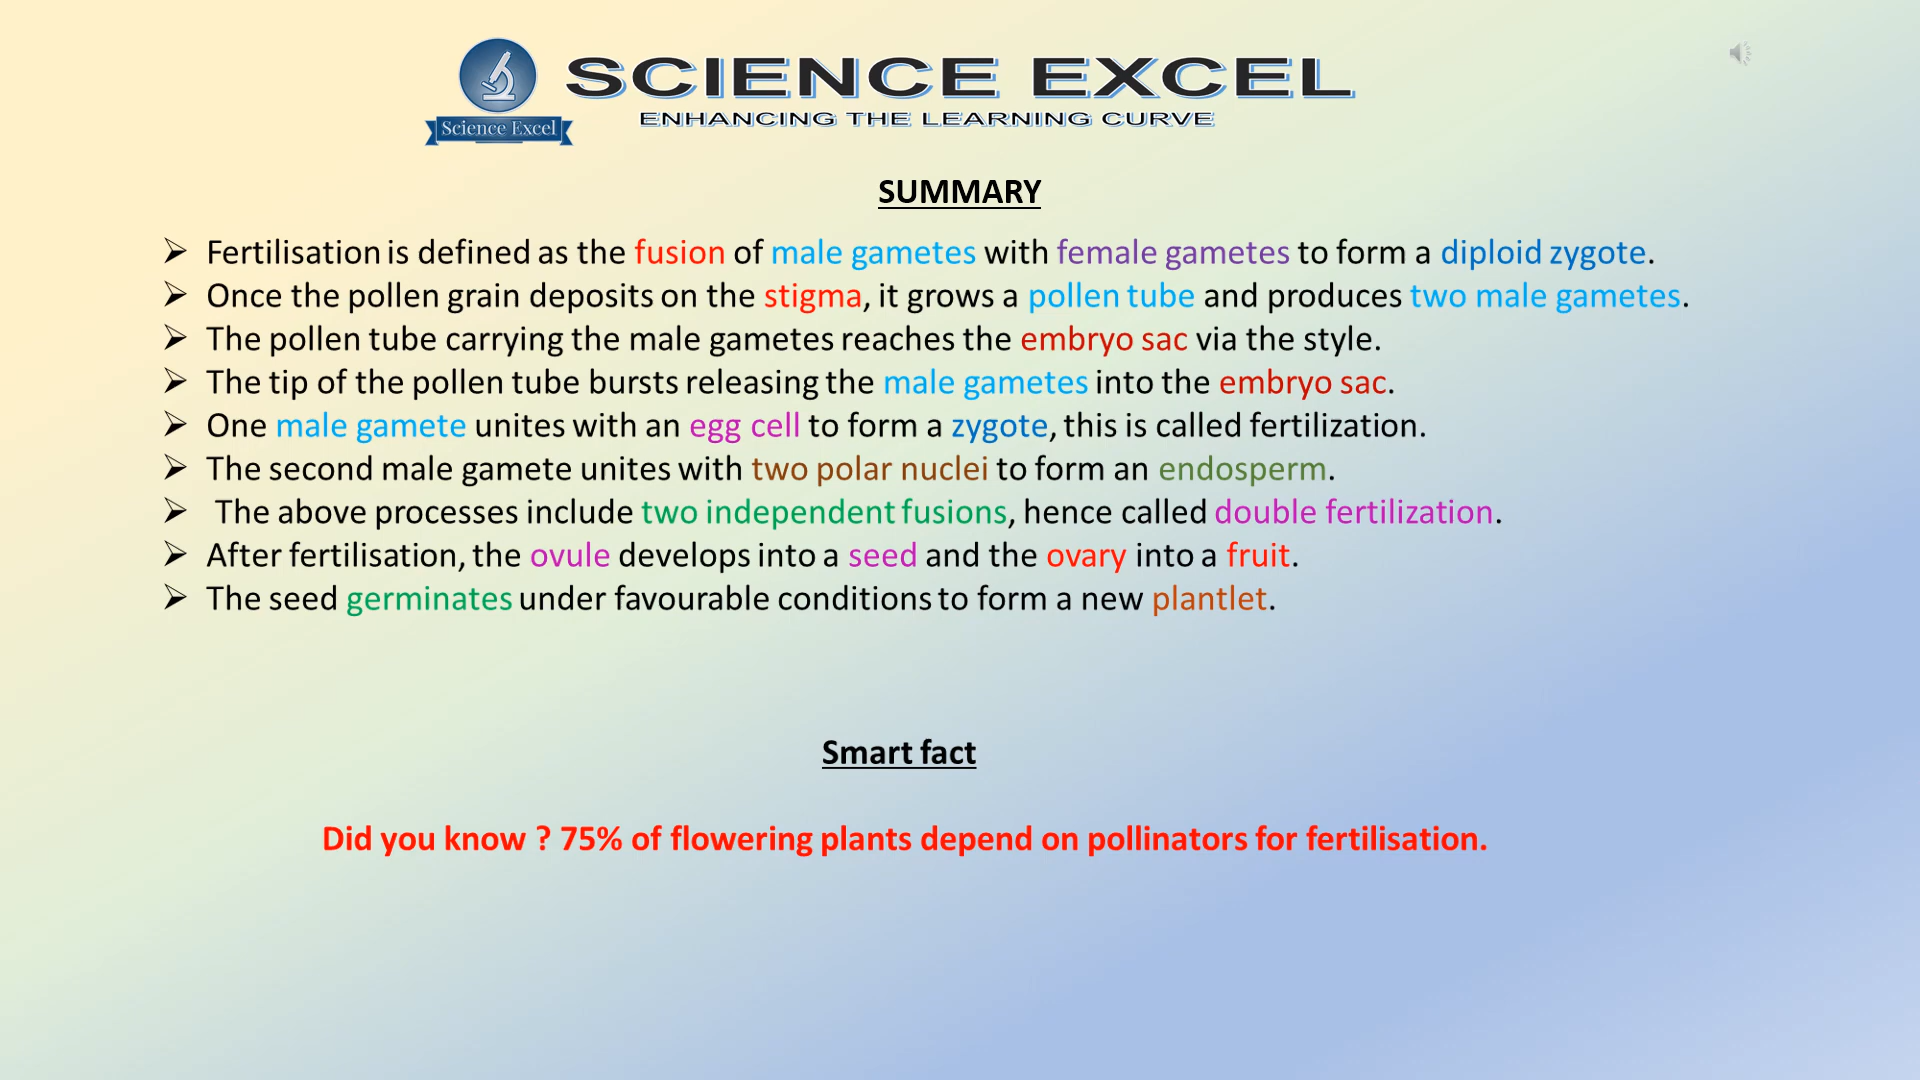 SCIENCE EXCEL
ENHANCING THE LEARNING CURVE
Science Excel
SUMMARY
➢ Fertilisation is defined as the fusion of male gametes with female gametes to form a diploid zygote.
➢ Once the pollen grain deposits on the stigma, it grows a pollen tube and produces two male gametes.
➢ The pollen tube carrying the male gametes reaches the embryo sac via the style.
➢ The tip of the pollen tube bursts releasing the male gametes into the embryo sac.
➢ One male gamete unites with an egg cell to form a zygote, this is called fertilization.
➢ The second male gamete unites with two polar nuclei to form an endosperm.
➢ The above processes include two independent fusions, hence called double fertilization.
➢ After fertilisation, the ovule develops into a seed and the ovary into a fruit.
➢ The seed germinates under favourable conditions to form a new plantlet.
Smart fact
Did you know ? 75% of flowering plants depend on pollinators for fertilisation.